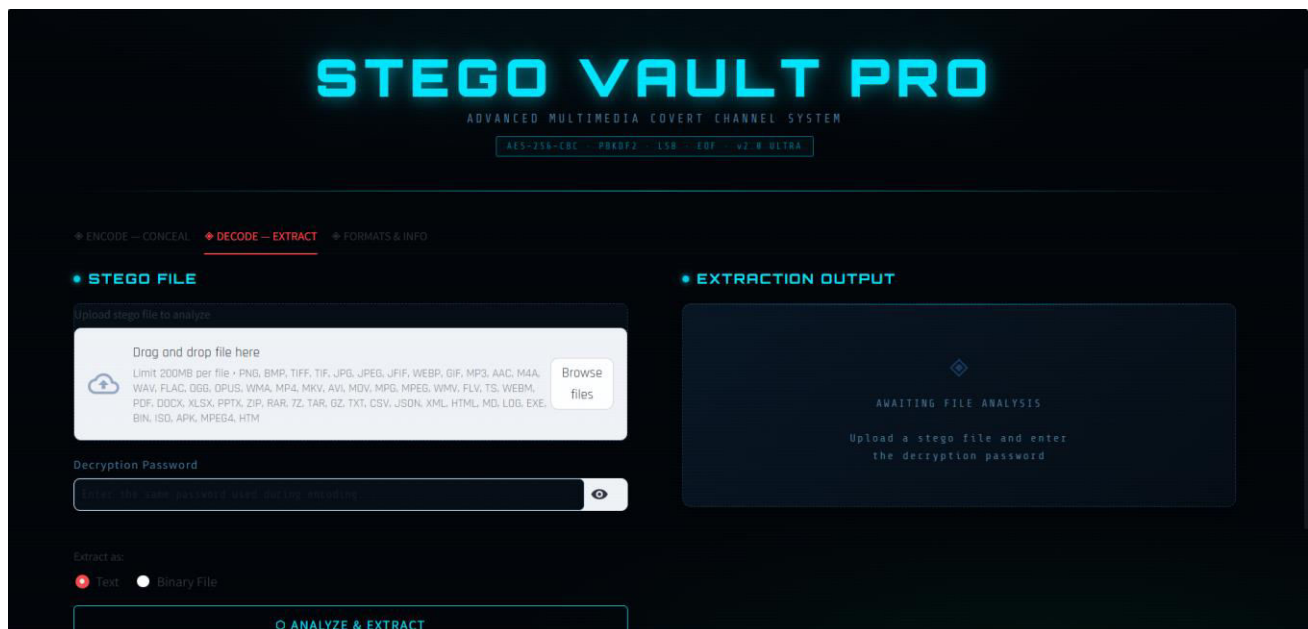 STEGO VAULT PRO
ADVANCED MULTIMEDIA COVERT CHANNEL SYSTEM
AES-256-CBC · PBKDF2 · LSB · EOF · v2.0 ULTRA
◈ ENCODE — CONCEAL
◈ DECODE — EXTRACT
◈ FORMATS & INFO
STEGO FILE
Upload stego file to analyze
Drag and drop file here
Limit 200MB per file • PNG, BMP, TIFF, TIF, JPG, JPEG, JFIF, WEBP, GIF, MP3, AAC, M4A,
WAV, FLAC, OGG, OPUS, WMA, MP4, MKV, AVI, MOV, MPG, MPEG, WMV, FLV, TS, WEBM,
PDF, DOCX, XLSX, PPTX, ZIP, RAR, 7Z, TAR, GZ, TXT, CSV, JSON, XML, HTML, MD, LOG, EXE,
BIN, ISO, APK, MPEG4, HTM
Browse
files
Decryption Password
Enter the same password used during encoding
Extract as:
Text
Binary File
ANALYZE & EXTRACT
EXTRACTION OUTPUT
AWAITING FILE ANALYSIS
Upload a stego file and enter
the decryption password